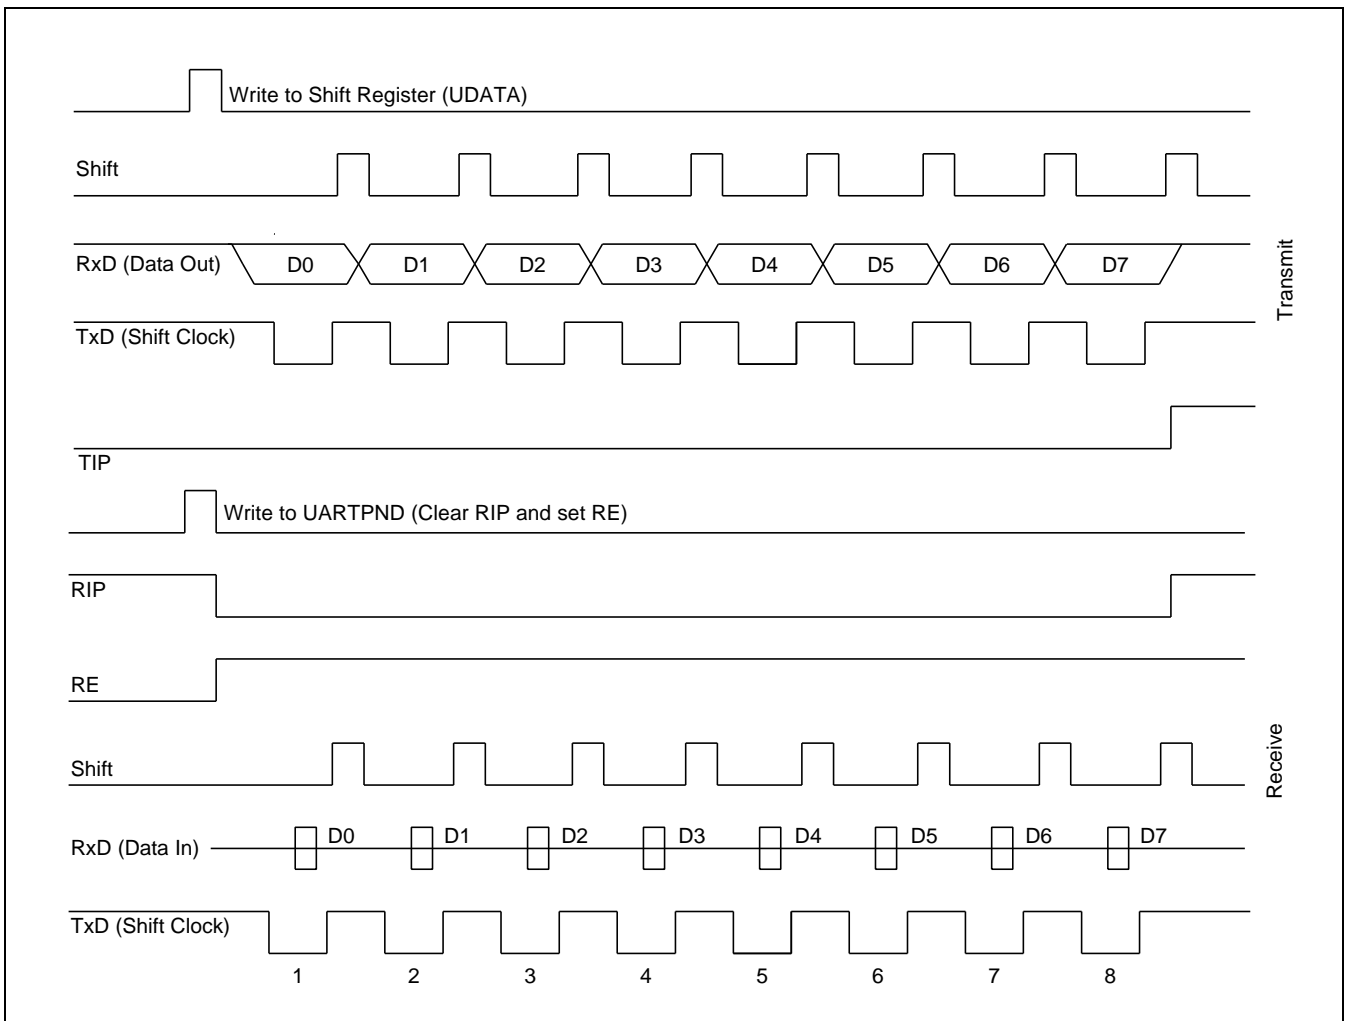 Write to Shift Register (UDATA)
Shift
RxD (Data Out) D0 D1 D2 D3 D4 D5 D6 D7
TxD (Shift Clock)
TIP
Transmit
Write to UARTPND (Clear RIP and set RE)
RIP
RE
Shift
RxD (Data In) D0 D1 D2 D3 D4 D5 D6 D7
TxD (Shift Clock)
1 2 3 4 5 6 7 8
Receive